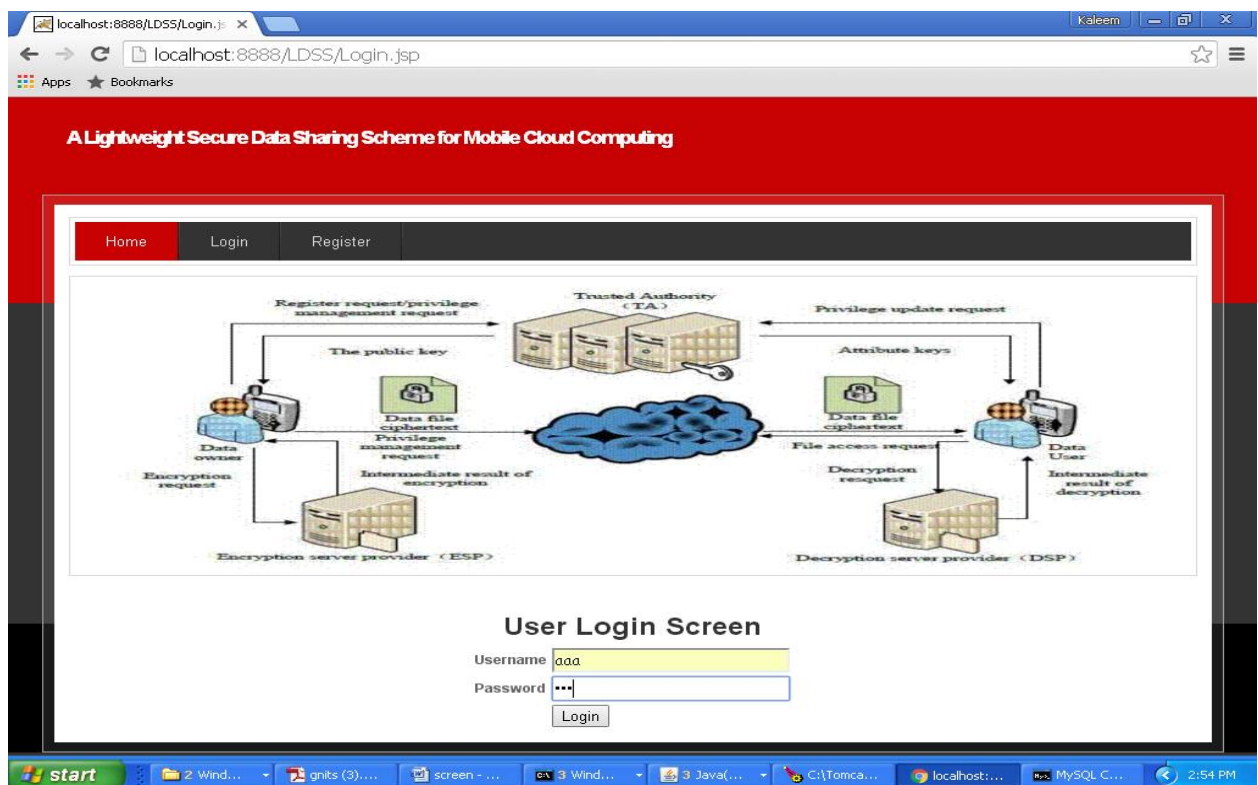 localhost:8888/LDSS/Login.js
Kaleem
localhost:8888/LDSS/Login.jsp
Apps Bookmarks
A Lightweight Secure Data Sharing Scheme for Mobile Cloud Computing
Home Login Register
Register request/privilege
management request
Trusted Authority
(TA)
Privilege update request
The public key
Attribute keys
Data file
ciphertext
Data file
ciphertext
Privilege
management
request
File access request
Data
owner
Data
User
Encryption
request
Intermediate result of
encryption
Decryption
resquest
Intermediate
result of
decryption
Encryption server provider (ESP)
Decryption server provider (DSP)
User Login Screen
Username aaa
Password •••
Login
start
2 Wind...
gnits (3)....
screen - ...
3 Wind...
3 Java(...
C:\Tomca...
localhost:...
MySQL C...
2:54 PM